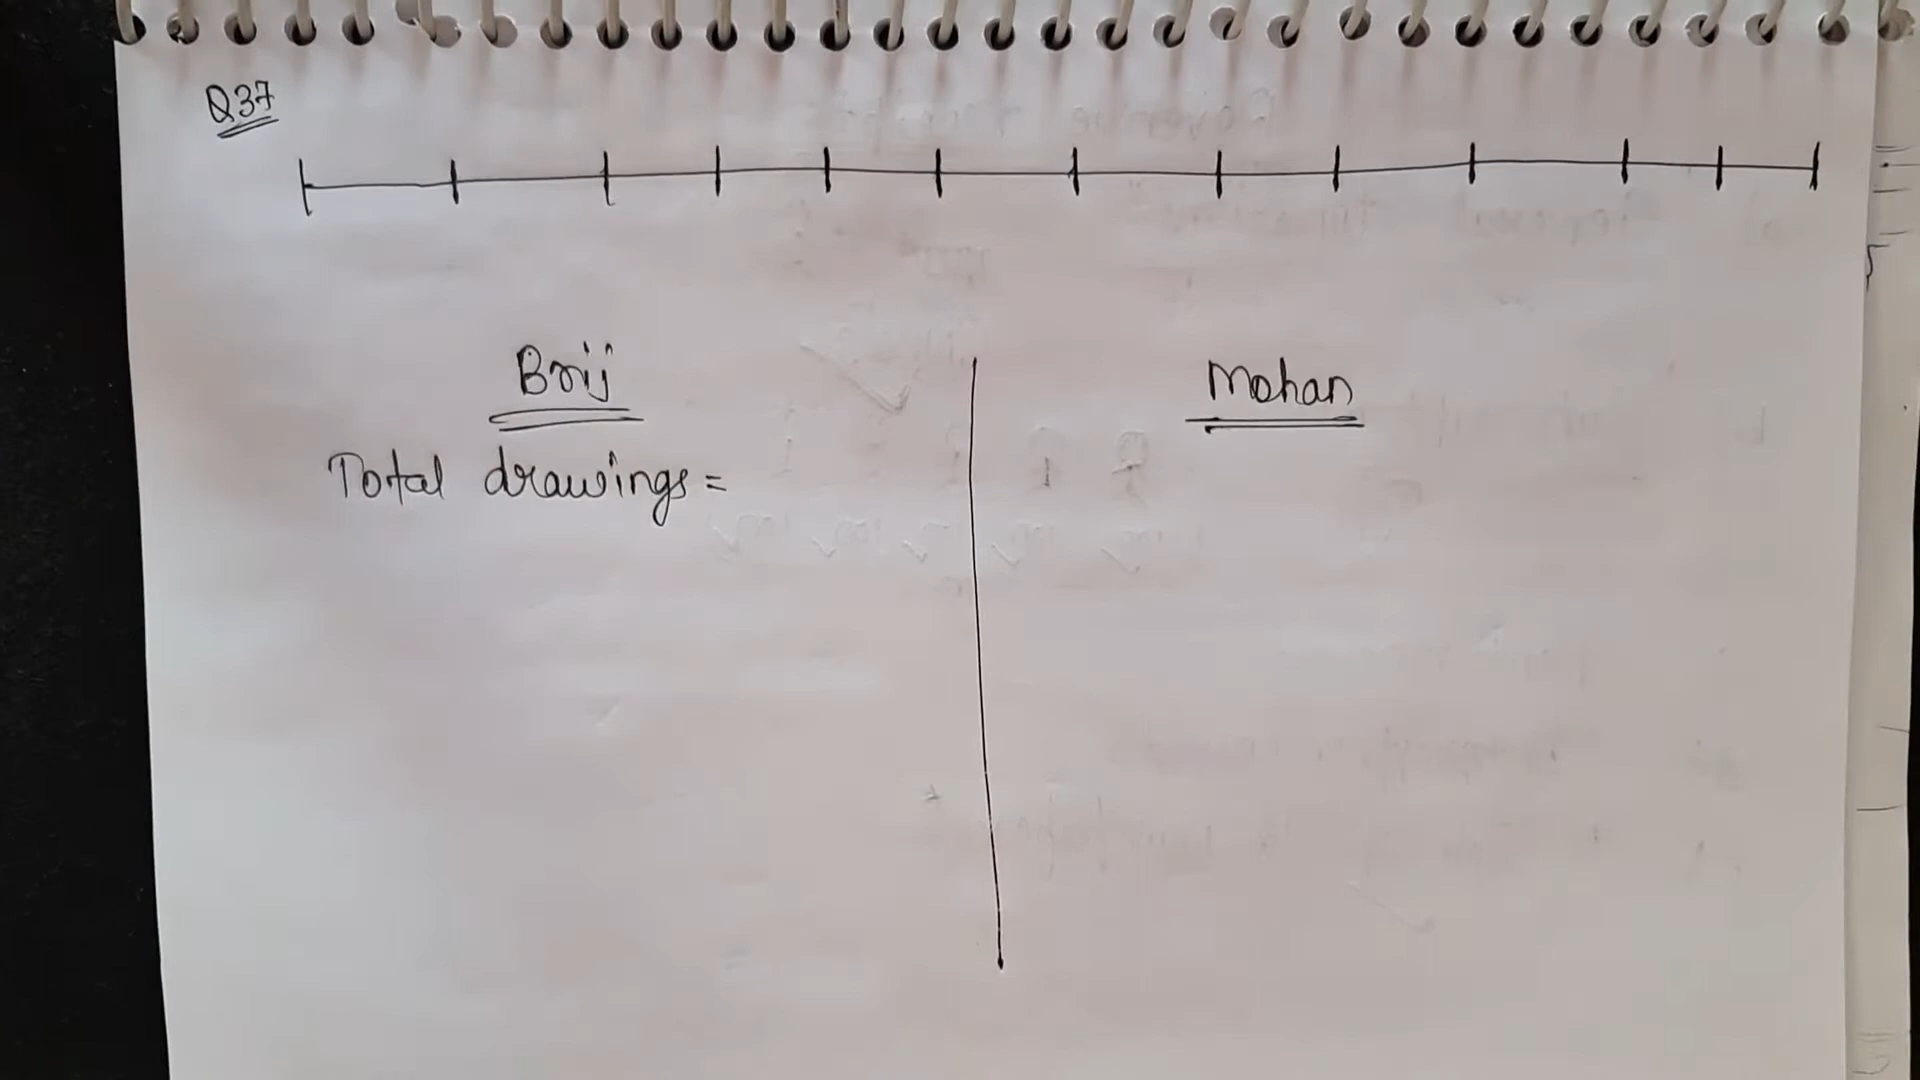 Q37
Brij
Mohan
Total drawings =